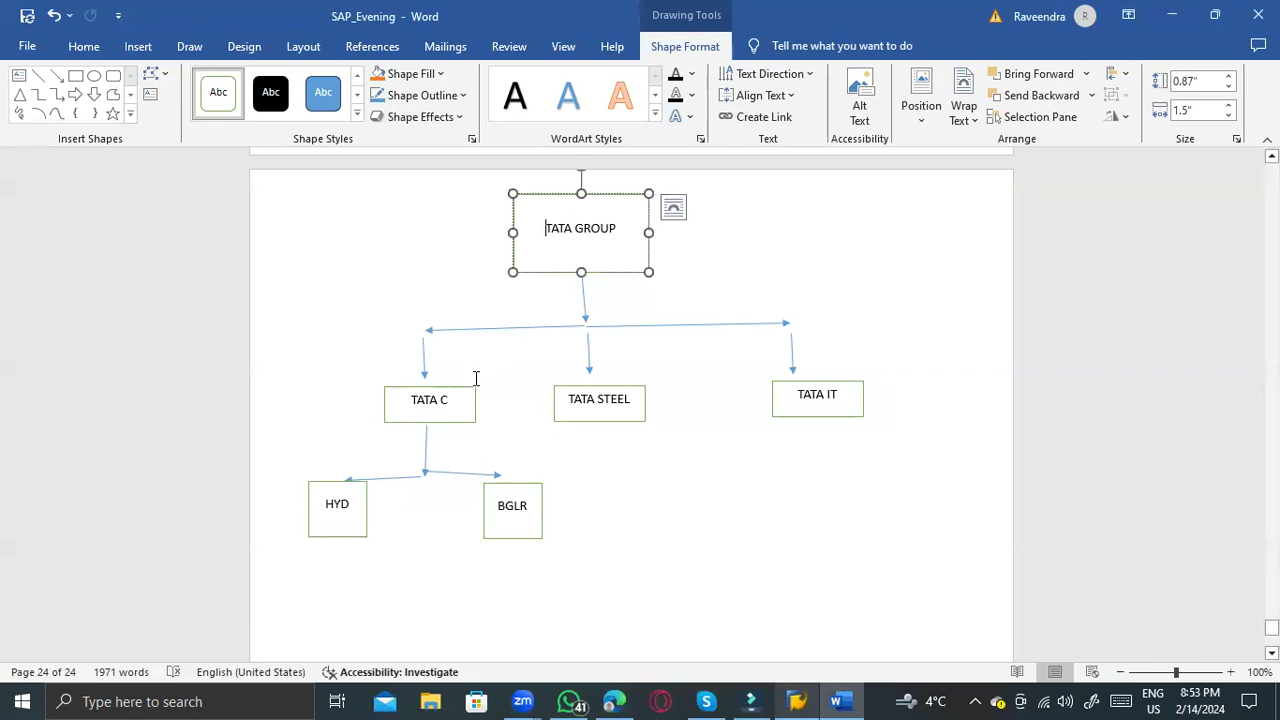 SAP_Evening - Word
Drawing Tools
Raveendra
R
File
Home
Insert
Draw
Design
Layout
References
Mailings
Review
View
Help
Shape Format
Tell me what you want to do
Insert Shapes
Abc
Abc
Abc
Shape Fill
Shape Outline
Shape Effects
Shape Styles
A
A
A
WordArt Styles
Text Direction
Align Text
Create Link
Text
Alt
Text
Accessibility
Position
Wrap
Text
Bring Forward
Send Backward
Selection Pane
Arrange
0.87"
1.5"
Size
TATA GROUP
TATA C
TATA STEEL
TATA IT
HYD
BGLR
Page 24 of 24
1971 words
English (United States)
Accessibility: Investigate
100%
Type here to search
zm
41
4°C
ENG
US
8:53 PM
2/14/2024